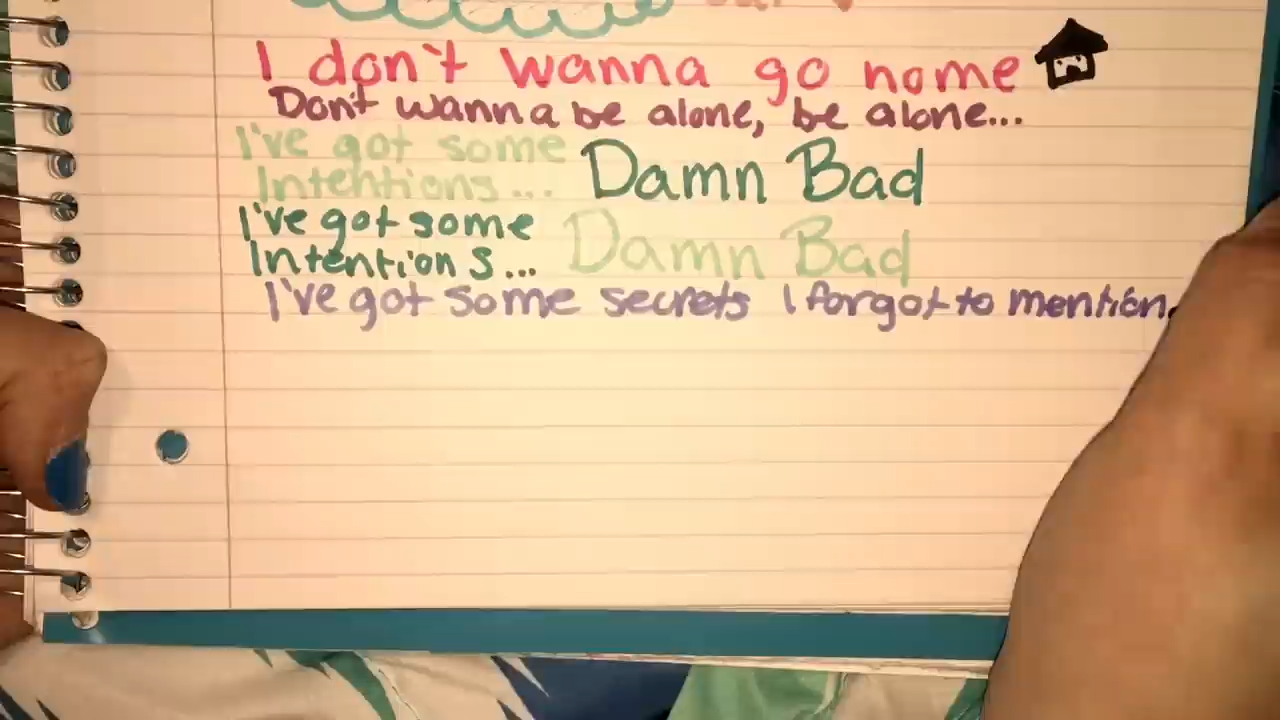 I don't wanna go home
Don't wanna be alone, be alone...
I've got some
Intentions... Damn Bad
I've got some
Intentions... Damn Bad
I've got some secrets I forgot to mention.